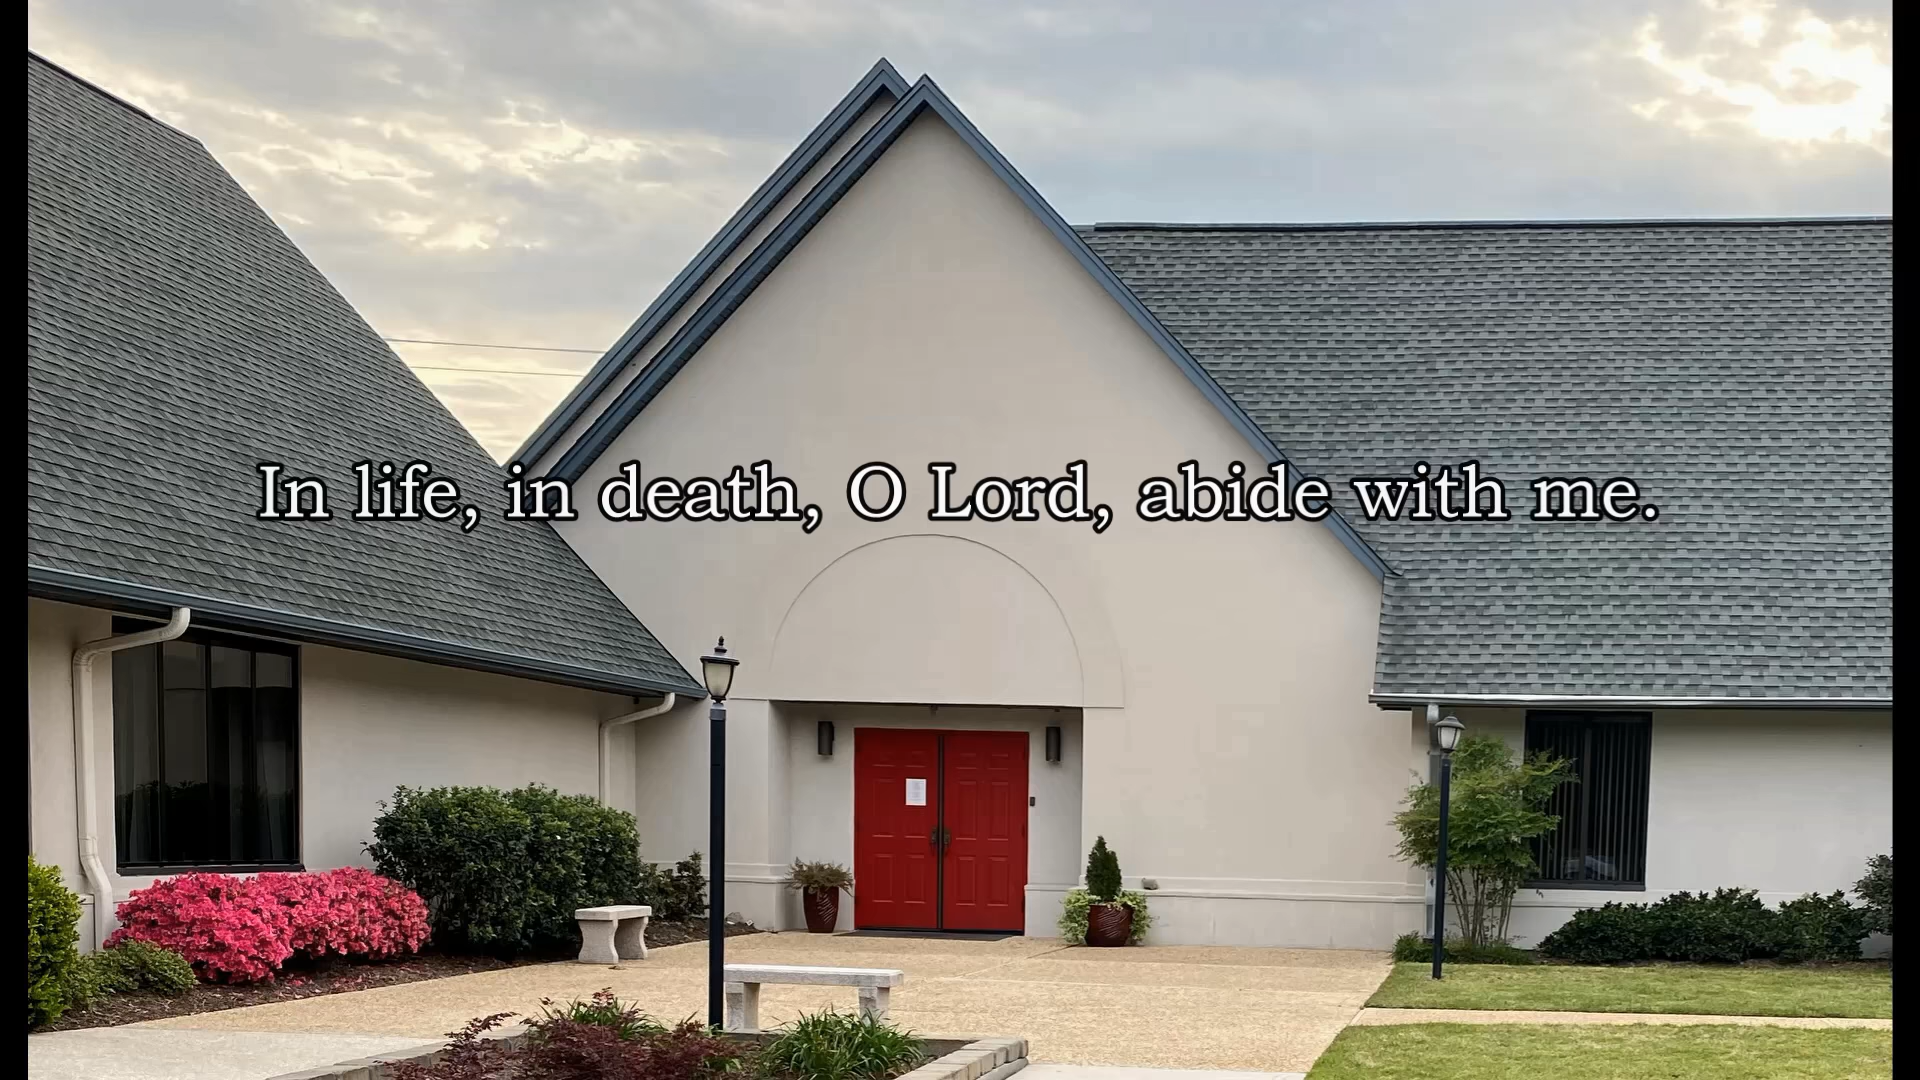 In life, in death, O Lord, abide with me.